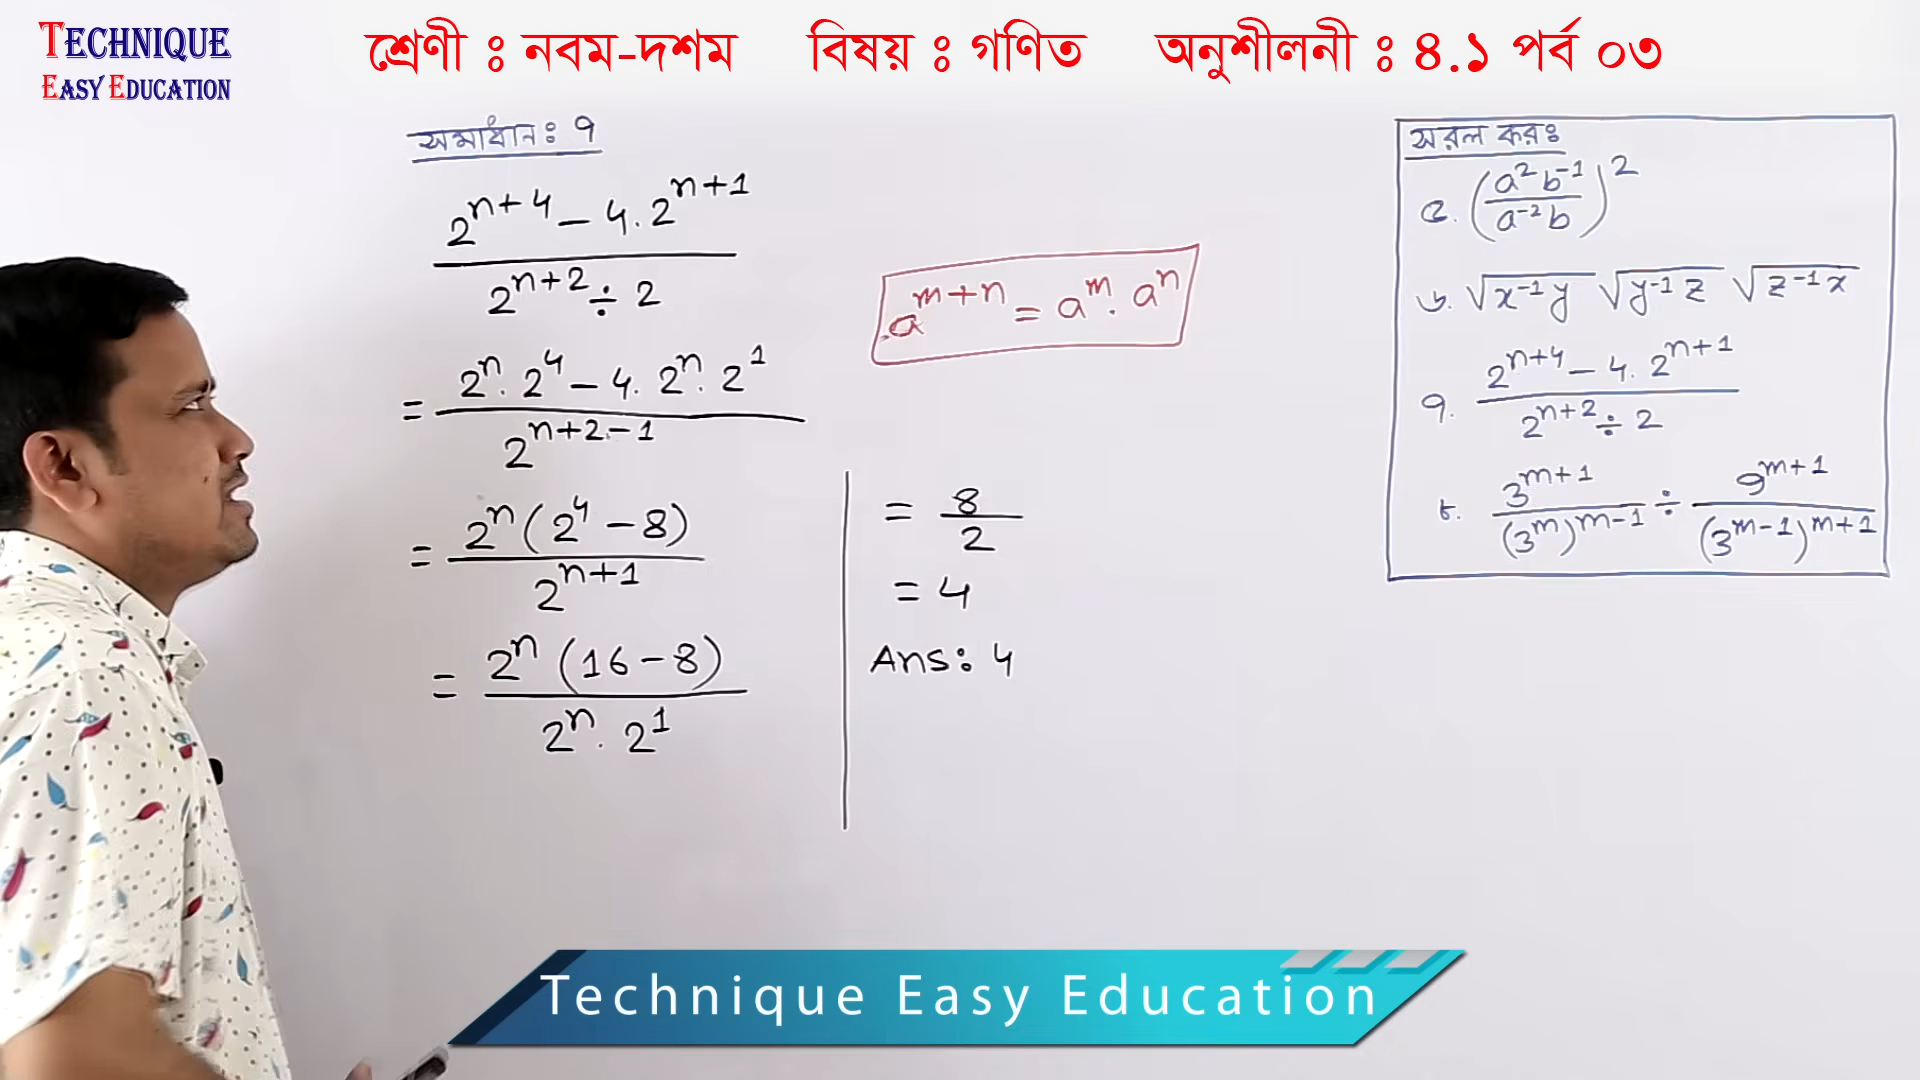 TECHNIQUE
EASY EDUCATION
শ্রেণী ঃ নবম-দশম বিষয় ঃ গণিত অনুশীলনী ঃ ৪.১ পর্ব ০৩
সমাধানঃ ৭
(2^{n+4} - 4.2^{n+1}) / (2^{n+2} ÷ 2)
= (2^n. 2^4 - 4. 2^n. 2^1) / 2^{n+2-1}
= 2^n (2^4 - 8) / 2^{n+1}
= 2^n (16 - 8) / (2^n . 2^1)
a^{m+n} = a^m . a^n
= 8/2
= 4
Ans: 4
সরল করঃ
৫. (a^2 b^{-1} / a^{-2} b)^2
৬. √(x^{-1}y) √(y^{-1}z) √(z^{-1}x)
৭. (2^{n+4} - 4. 2^{n+1}) / (2^{n+2} ÷ 2)
৮. 3^{m+1} / (3^m)^{m-1} ÷ 9^{m+1} / (3^{m-1})^{m+1}
Technique Easy Education